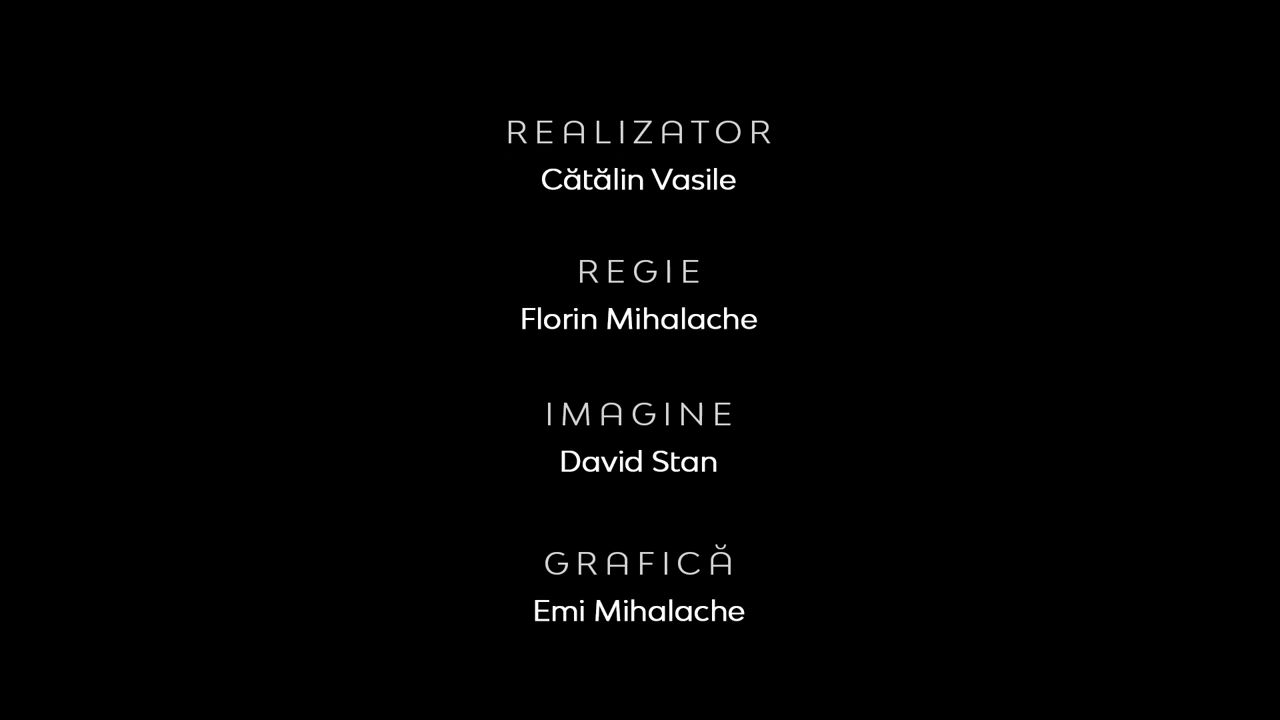 REALIZATOR
Cătălin Vasile
REGIE
Florin Mihalache
IMAGINE
David Stan
GRAFICĂ
Emi Mihalache